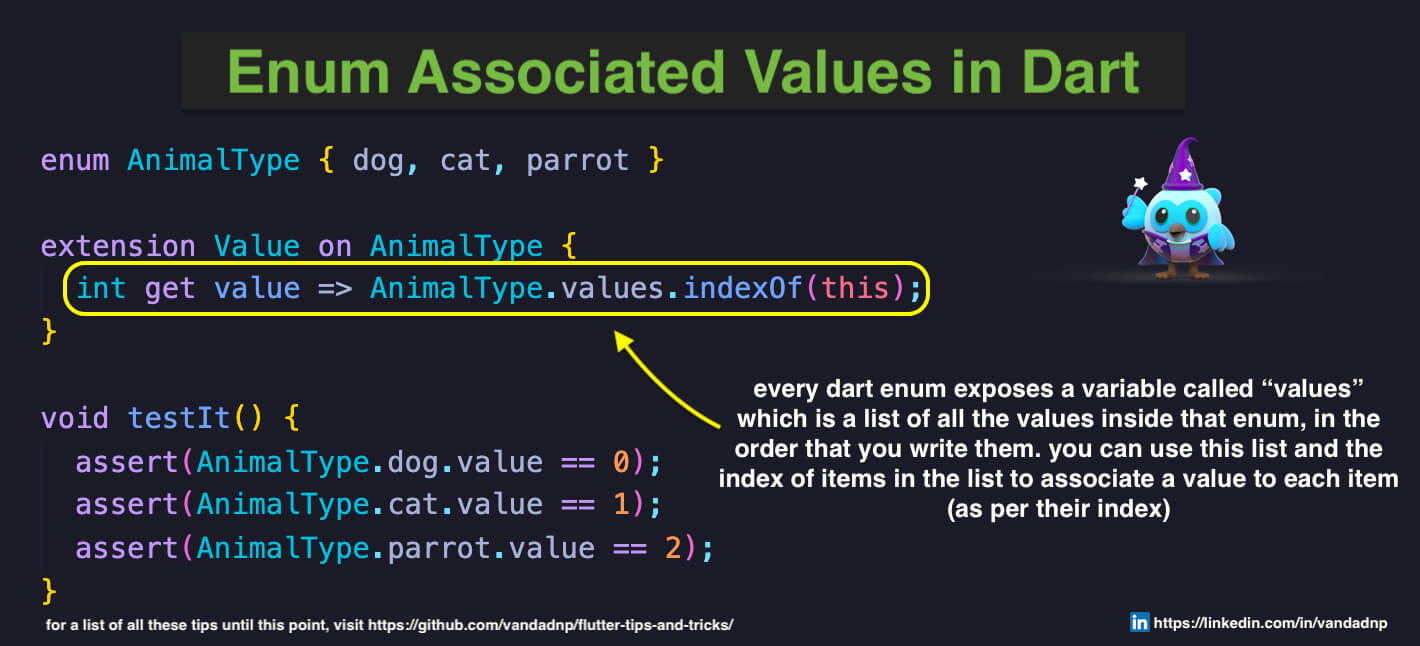 Enum Associated Values in Dart
enum AnimalType { dog, cat, parrot }
extension Value on AnimalType {
int get value => AnimalType.values.indexOf(this);
}
void testIt() {
assert(AnimalType.dog.value == 0);
assert(AnimalType.cat.value == 1);
assert(AnimalType.parrot.value == 2);
}
every dart enum exposes a variable called “values”
which is a list of all the values inside that enum, in the
order that you write them. you can use this list and the
index of items in the list to associate a value to each item
(as per their index)
for a list of all these tips until this point, visit https://github.com/vandadnp/flutter-tips-and-tricks/
in https://linkedin.com/in/vandadnp